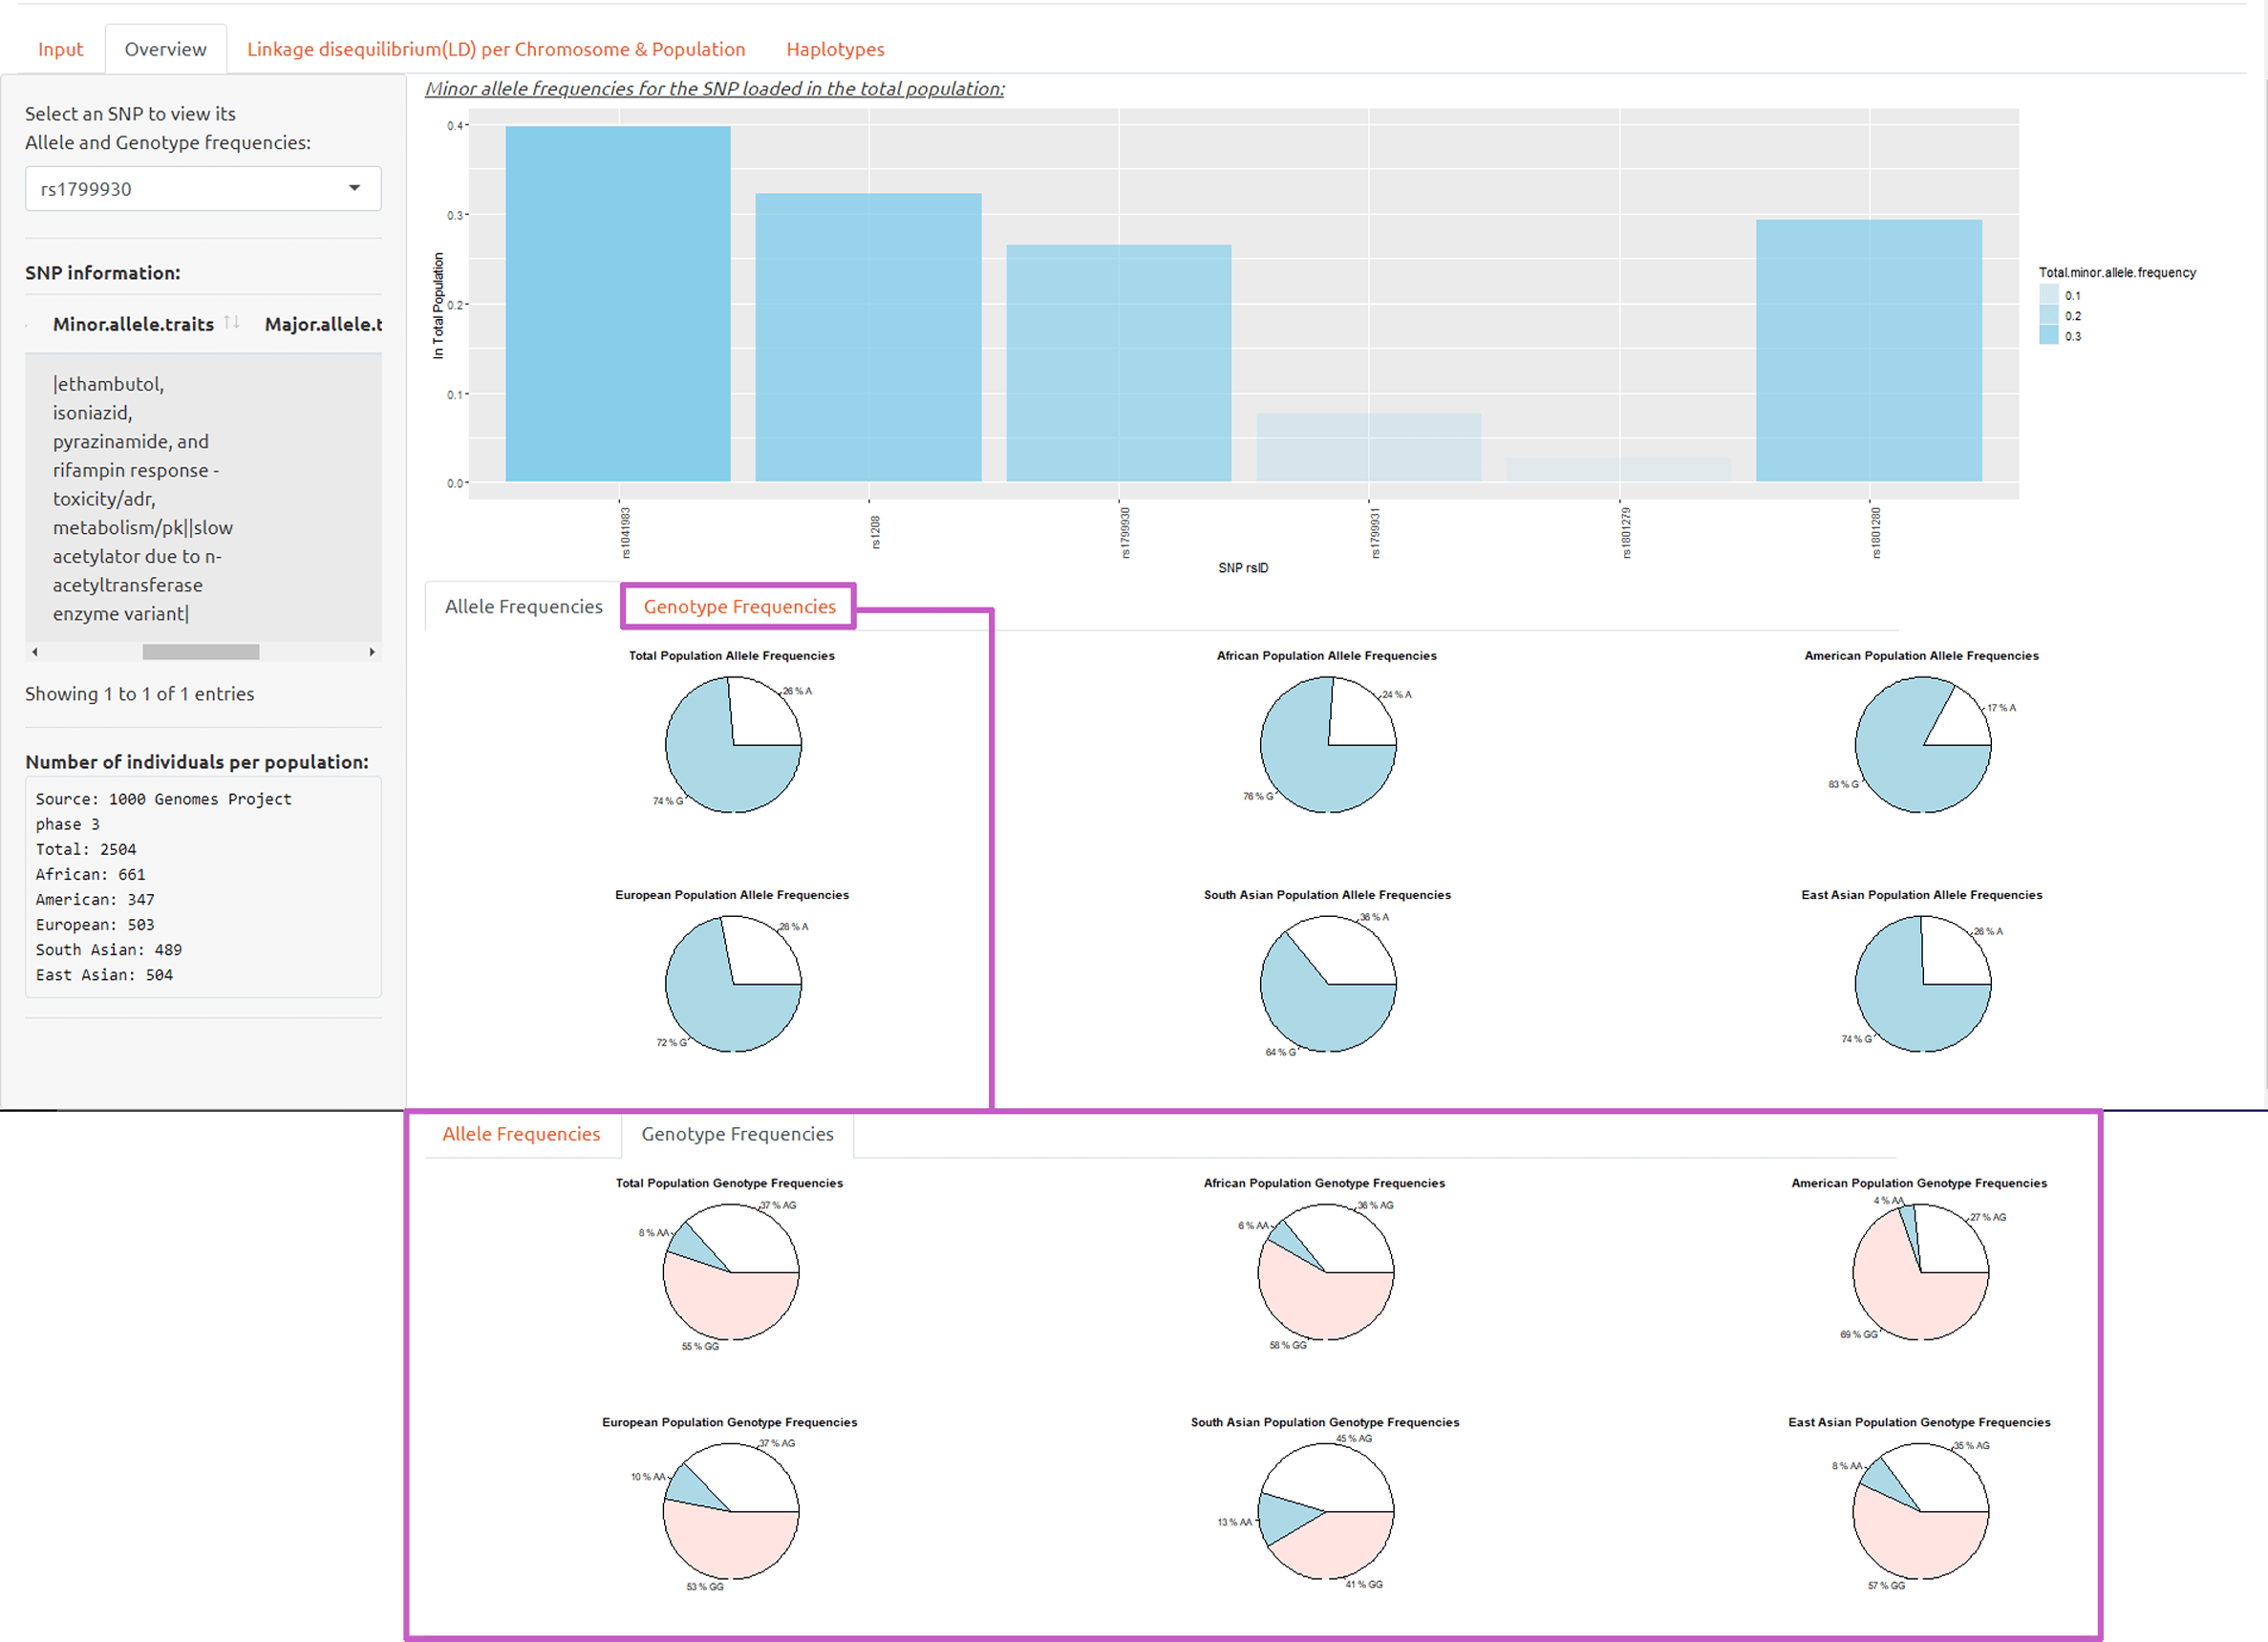 Input
Overview
Linkage disequilibrium(LD) per Chromosome & Population
Haplotypes
Select an SNP to view its
Allele and Genotype frequencies:
rs1799930
SNP information:
Minor.allele.traits
Major.allele.t
|ethambutol,
isoniazid,
pyrazinamide, and
rifampin response -
toxicity/adr,
metabolism/pk||slow
acetylator due to n-
acetyltransferase
enzyme variant|
Showing 1 to 1 of 1 entries
Number of individuals per population:
Source: 1000 Genomes Project
phase 3
Total: 2504
African: 661
American: 347
European: 503
South Asian: 489
East Asian: 504
Minor allele frequencies for the SNP loaded in the total population:
In Total Population
0.4
0.3
0.2
0.1
0.0
rs1041983
rs1208
rs1799930
rs1799931
rs1801279
rs1801280
SNP rsID
Total.minor.allele.frequency
0.1
0.2
0.3
Allele Frequencies
Genotype Frequencies
Total Population Allele Frequencies
26 % A
74 % G
African Population Allele Frequencies
24 % A
76 % G
American Population Allele Frequencies
17 % A
83 % G
European Population Allele Frequencies
28 % A
72 % G
South Asian Population Allele Frequencies
36 % A
64 % G
East Asian Population Allele Frequencies
26 % A
74 % G
Allele Frequencies
Genotype Frequencies
Total Population Genotype Frequencies
37 % AG
8 % AA
55 % GG
African Population Genotype Frequencies
36 % AG
6 % AA
58 % GG
American Population Genotype Frequencies
4 % AA
27 % AG
69 % GG
European Population Genotype Frequencies
37 % AG
10 % AA
53 % GG
South Asian Population Genotype Frequencies
45 % AG
13 % AA
41 % GG
East Asian Population Genotype Frequencies
35 % AG
8 % AA
57 % GG